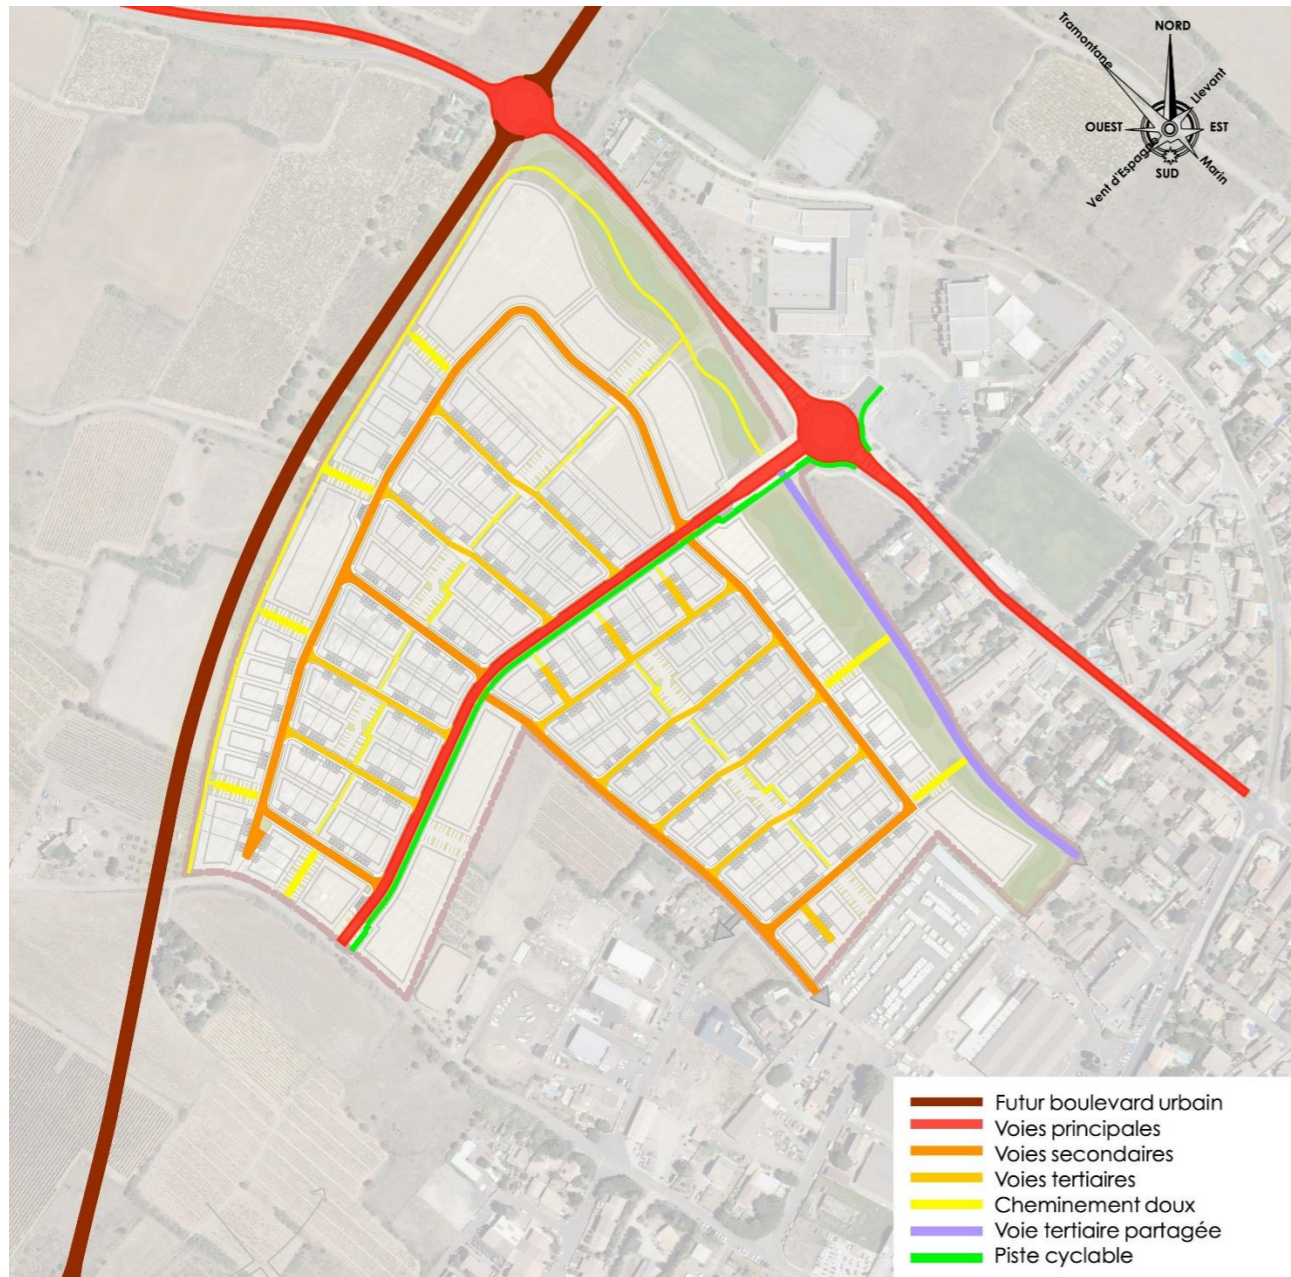 NORD
Tramontane
Llevant
OUEST
EST
Vent d'Espagne
Marin
SUD
Futur boulevard urbain
Voies principales
Voies secondaires
Voies tertiaires
Cheminement doux
Voie tertiaire partagée
Piste cyclable